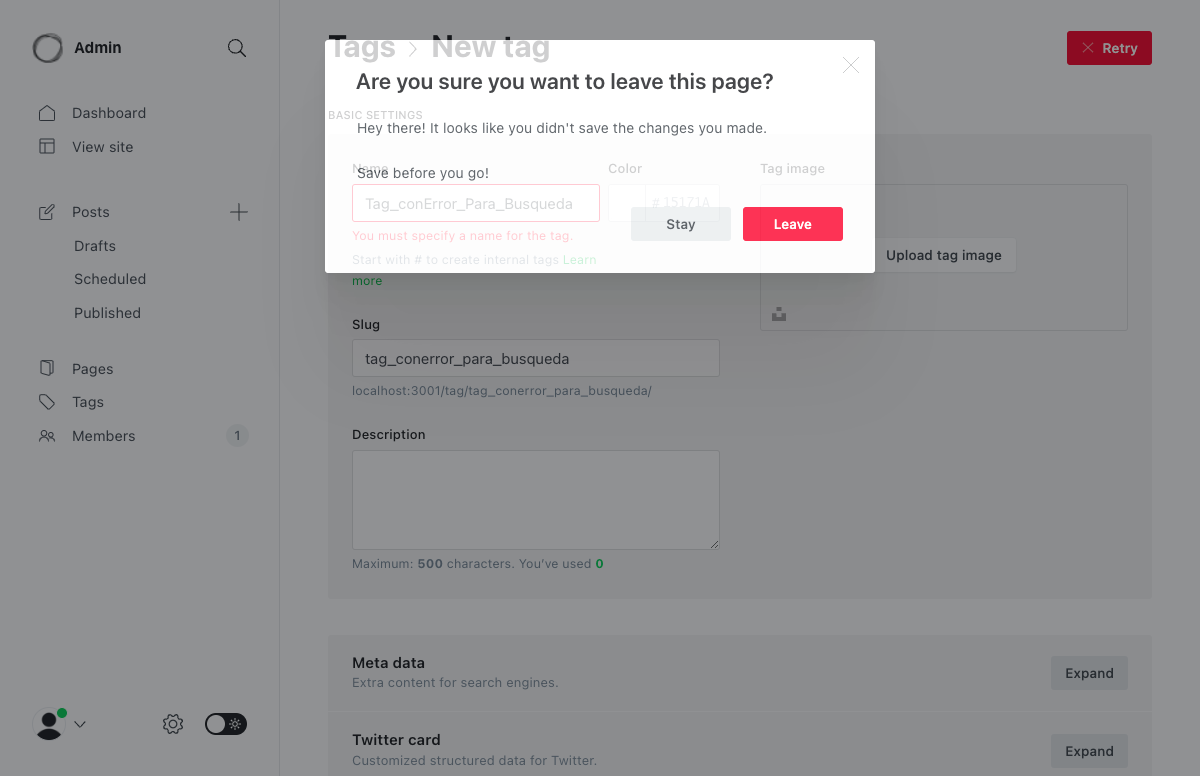 Admin
Dashboard
View site
Posts
Drafts
Scheduled
Published
Pages
Tags
Members
1
Tags
New tag
Retry
Are you sure you want to leave this page?
BASIC SETTINGS
Hey there! It looks like you didn't save the changes you made.
Name
Color
Tag image
Save before you go!
Tag_conError_Para_Busqueda
# 15171A
Stay
Leave
You must specify a name for the tag.
Upload tag image
Start with # to create internal tags Learn
more
Slug
tag_conerror_para_busqueda
localhost:3001/tag/tag_conerror_para_busqueda/
Description
Maximum: 500 characters. You've used 0
Meta data
Extra content for search engines.
Expand
Twitter card
Customized structured data for Twitter.
Expand